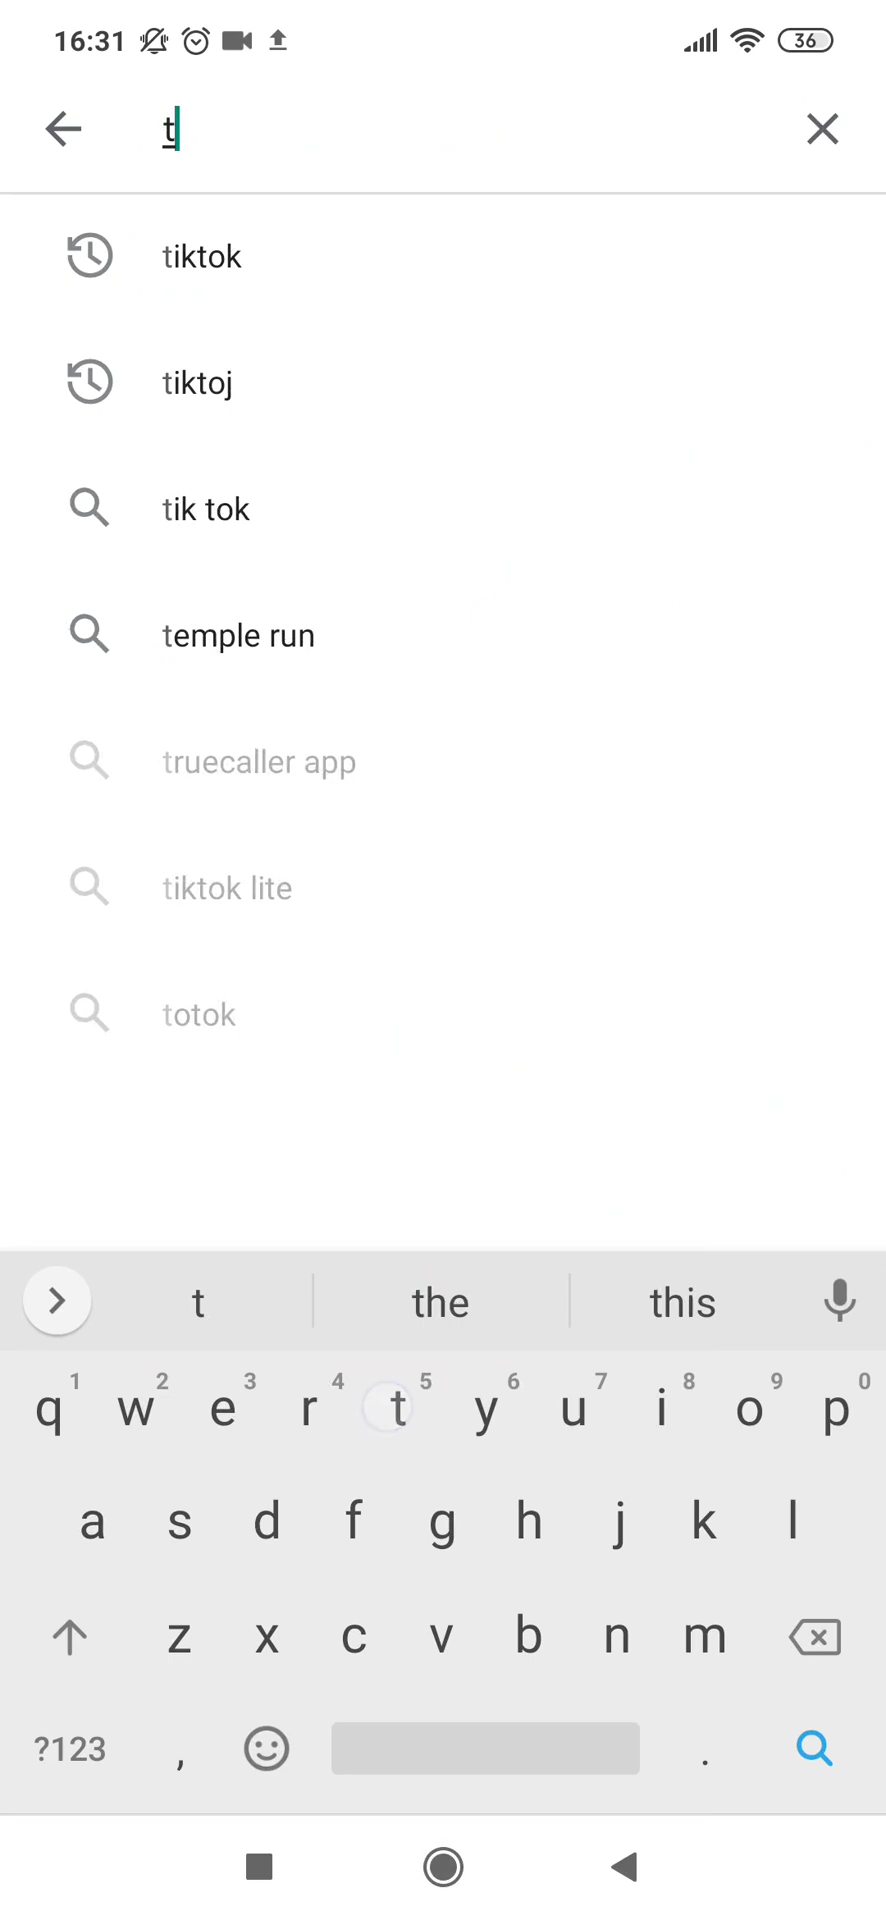 16:31
36
t
tiktok
tiktoj
tik tok
temple run
truecaller app
tiktok lite
totok
t the this
1 2 3 4 5 6 7 8 9 0
q w e r t y u i o p
a s d f g h j k l
z x c v b n m
?123 , .